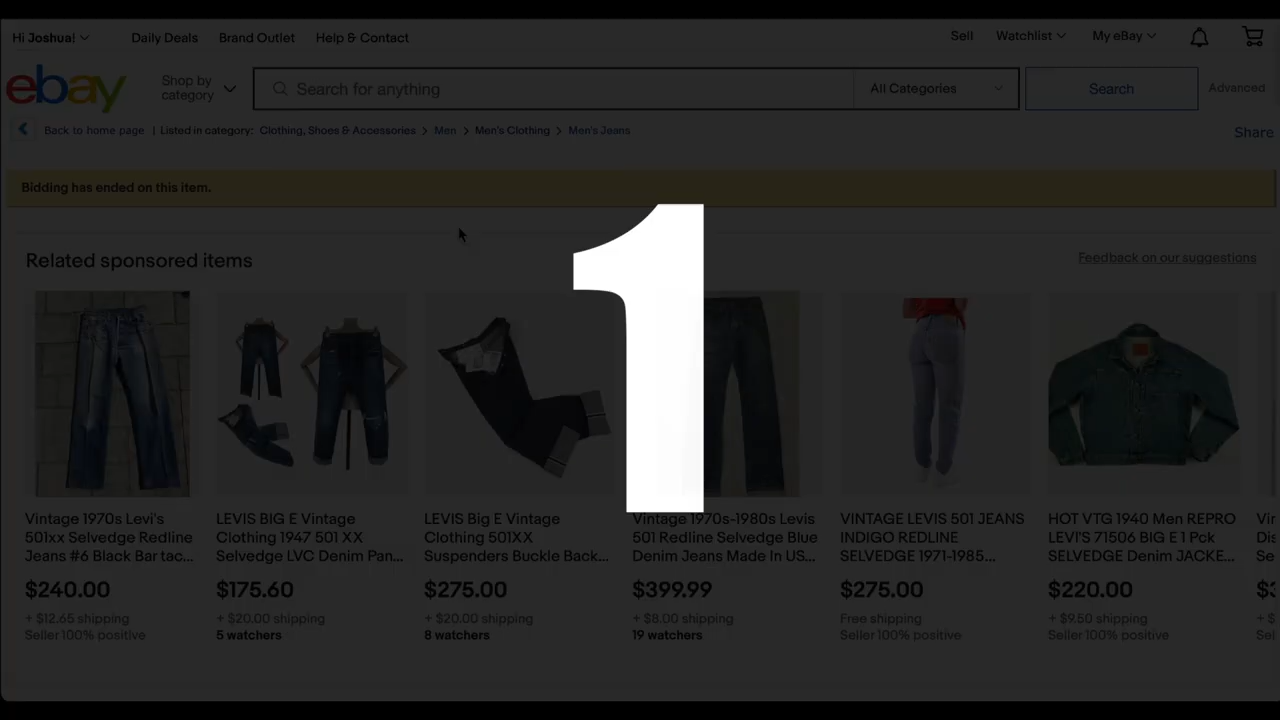 Hi Joshua!
Daily Deals
Brand Outlet
Help & Contact
Sell
Watchlist
My eBay
ebay
Shop by
category
Search for anything
All Categories
Search
Advanced
Back to home page
| Listed in category:
Clothing, Shoes & Accessories
Men
Men's Clothing
Men's Jeans
Share
Bidding has ended on this item.
1
Related sponsored items
Feedback on our suggestions
Vintage 1970s Levi's
501xx Selvedge Redline
Jeans #6 Black Bar tac...
$240.00
+ $12.65 shipping
Seller 100% positive
LEVIS BIG E Vintage
Clothing 1947 501 XX
Selvedge LVC Denim Pan...
$175.60
+ $20.00 shipping
5 watchers
LEVIS Big E Vintage
Clothing 501XX
Suspenders Buckle Back...
$275.00
+ $20.00 shipping
8 watchers
Vintage 1970s-1980s Levis
501 Redline Selvedge Blue
Denim Jeans Made In US...
$399.99
+ $8.00 shipping
19 watchers
VINTAGE LEVIS 501 JEANS
INDIGO REDLINE
SELVEDGE 1971-1985...
$275.00
Free shipping
Seller 100% positive
HOT VTG 1940 Men REPRO
LEVI'S 71506 BIG E 1 Pck
SELVEDGE Denim JACKE...
$220.00
+ $9.50 shipping
Seller 100% positive